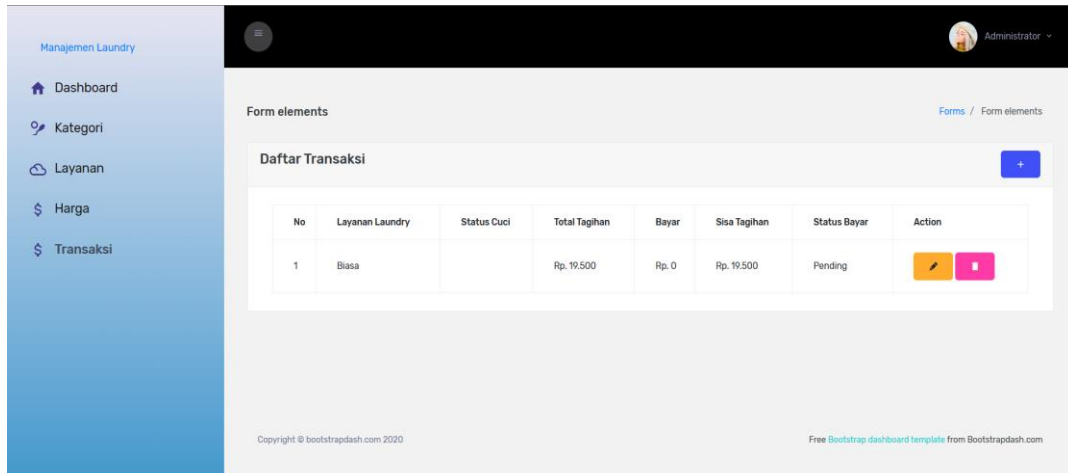 Manajemen Laundry
Administrator
Dashboard
Kategori
Layanan
Harga
Transaksi
Form elements
Forms / Form elements
Daftar Transaksi
+
No Layanan Laundry Status Cuci Total Tagihan Bayar Sisa Tagihan Status Bayar Action
1 Biasa Rp. 19.500 Rp. 0 Rp. 19.500 Pending
Copyright © bootstrapdash.com 2020
Free Bootstrap dashboard template from Bootstrapdash.com